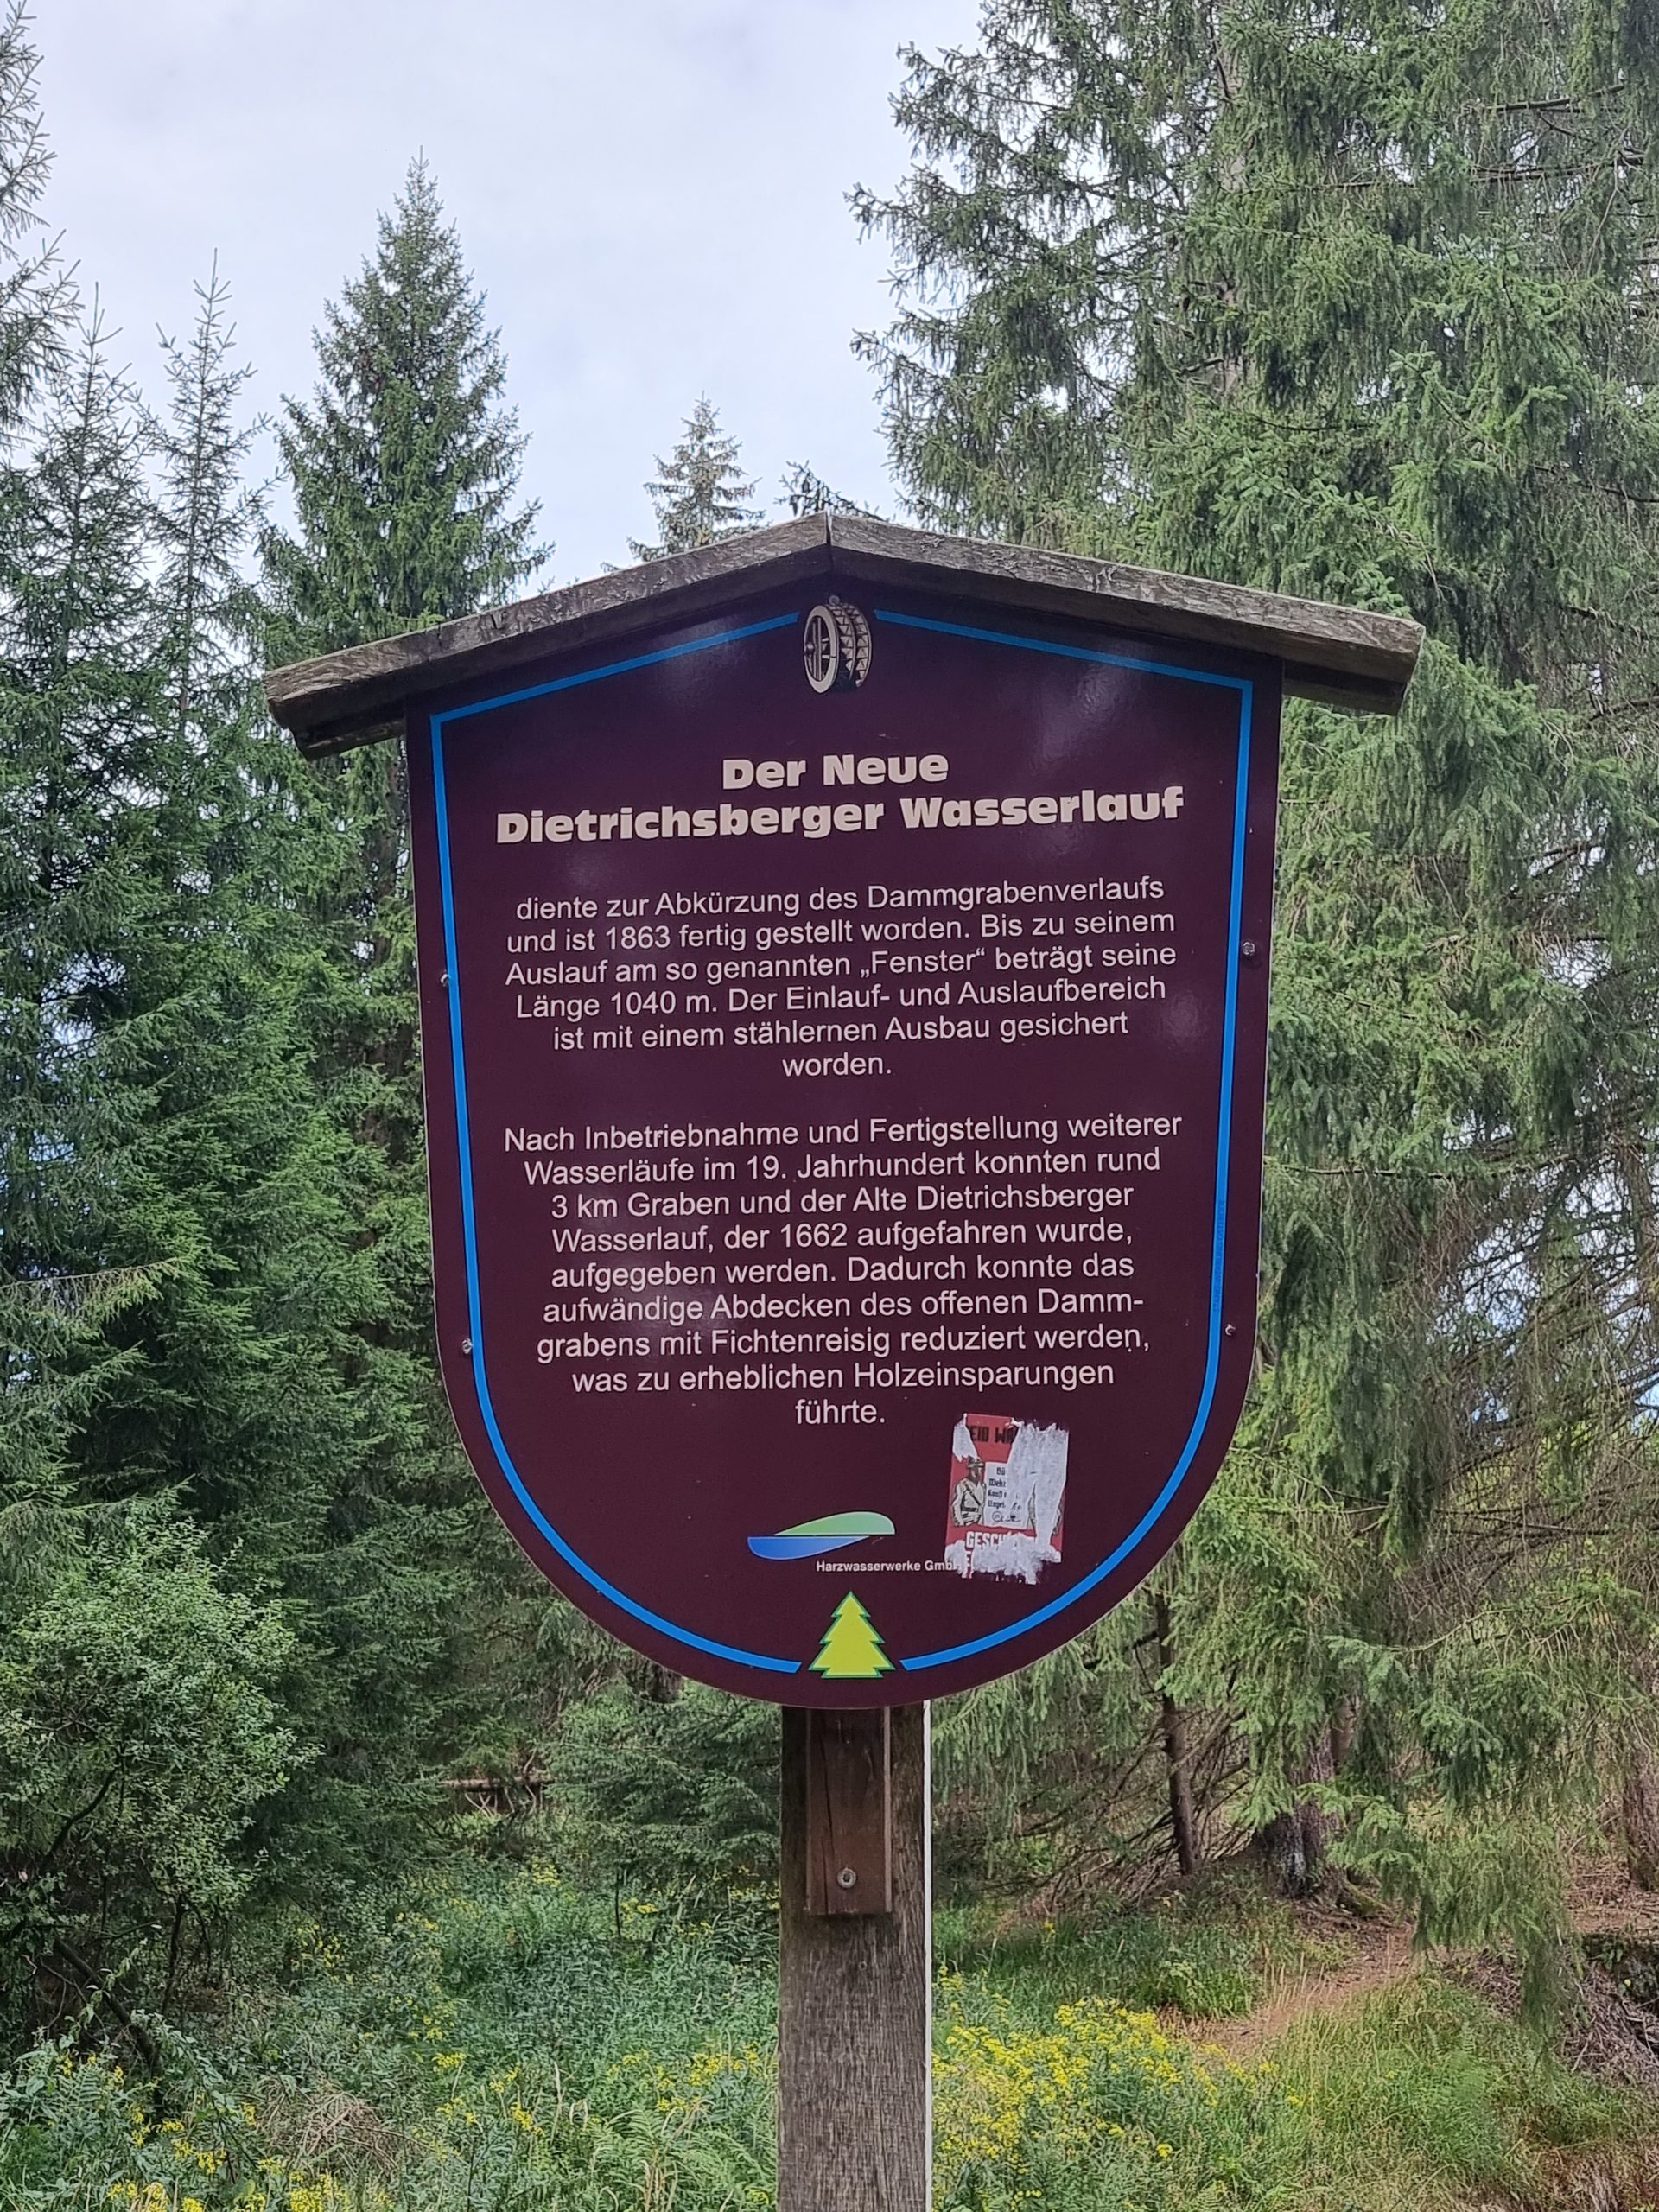 Der Neue
Dietrichsberger Wasserlauf
diente zur Abkürzung des Dammgrabenverlaufs
und ist 1863 fertig gestellt worden. Bis zu seinem
Auslauf am so genannten „Fenster“ beträgt seine
Länge 1040 m. Der Einlauf- und Auslaufbereich
ist mit einem stählernen Ausbau gesichert
worden.
Nach Inbetriebnahme und Fertigstellung weiterer
Wasserläufe im 19. Jahrhundert konnten rund
3 km Graben und der Alte Dietrichsberger
Wasserlauf, der 1662 aufgefahren wurde,
aufgegeben werden. Dadurch konnte das
aufwändige Abdecken des offenen Damm-
grabens mit Fichtenreisig reduziert werden,
was zu erheblichen Holzeinsparungen
führte.
Harzwasserwerke